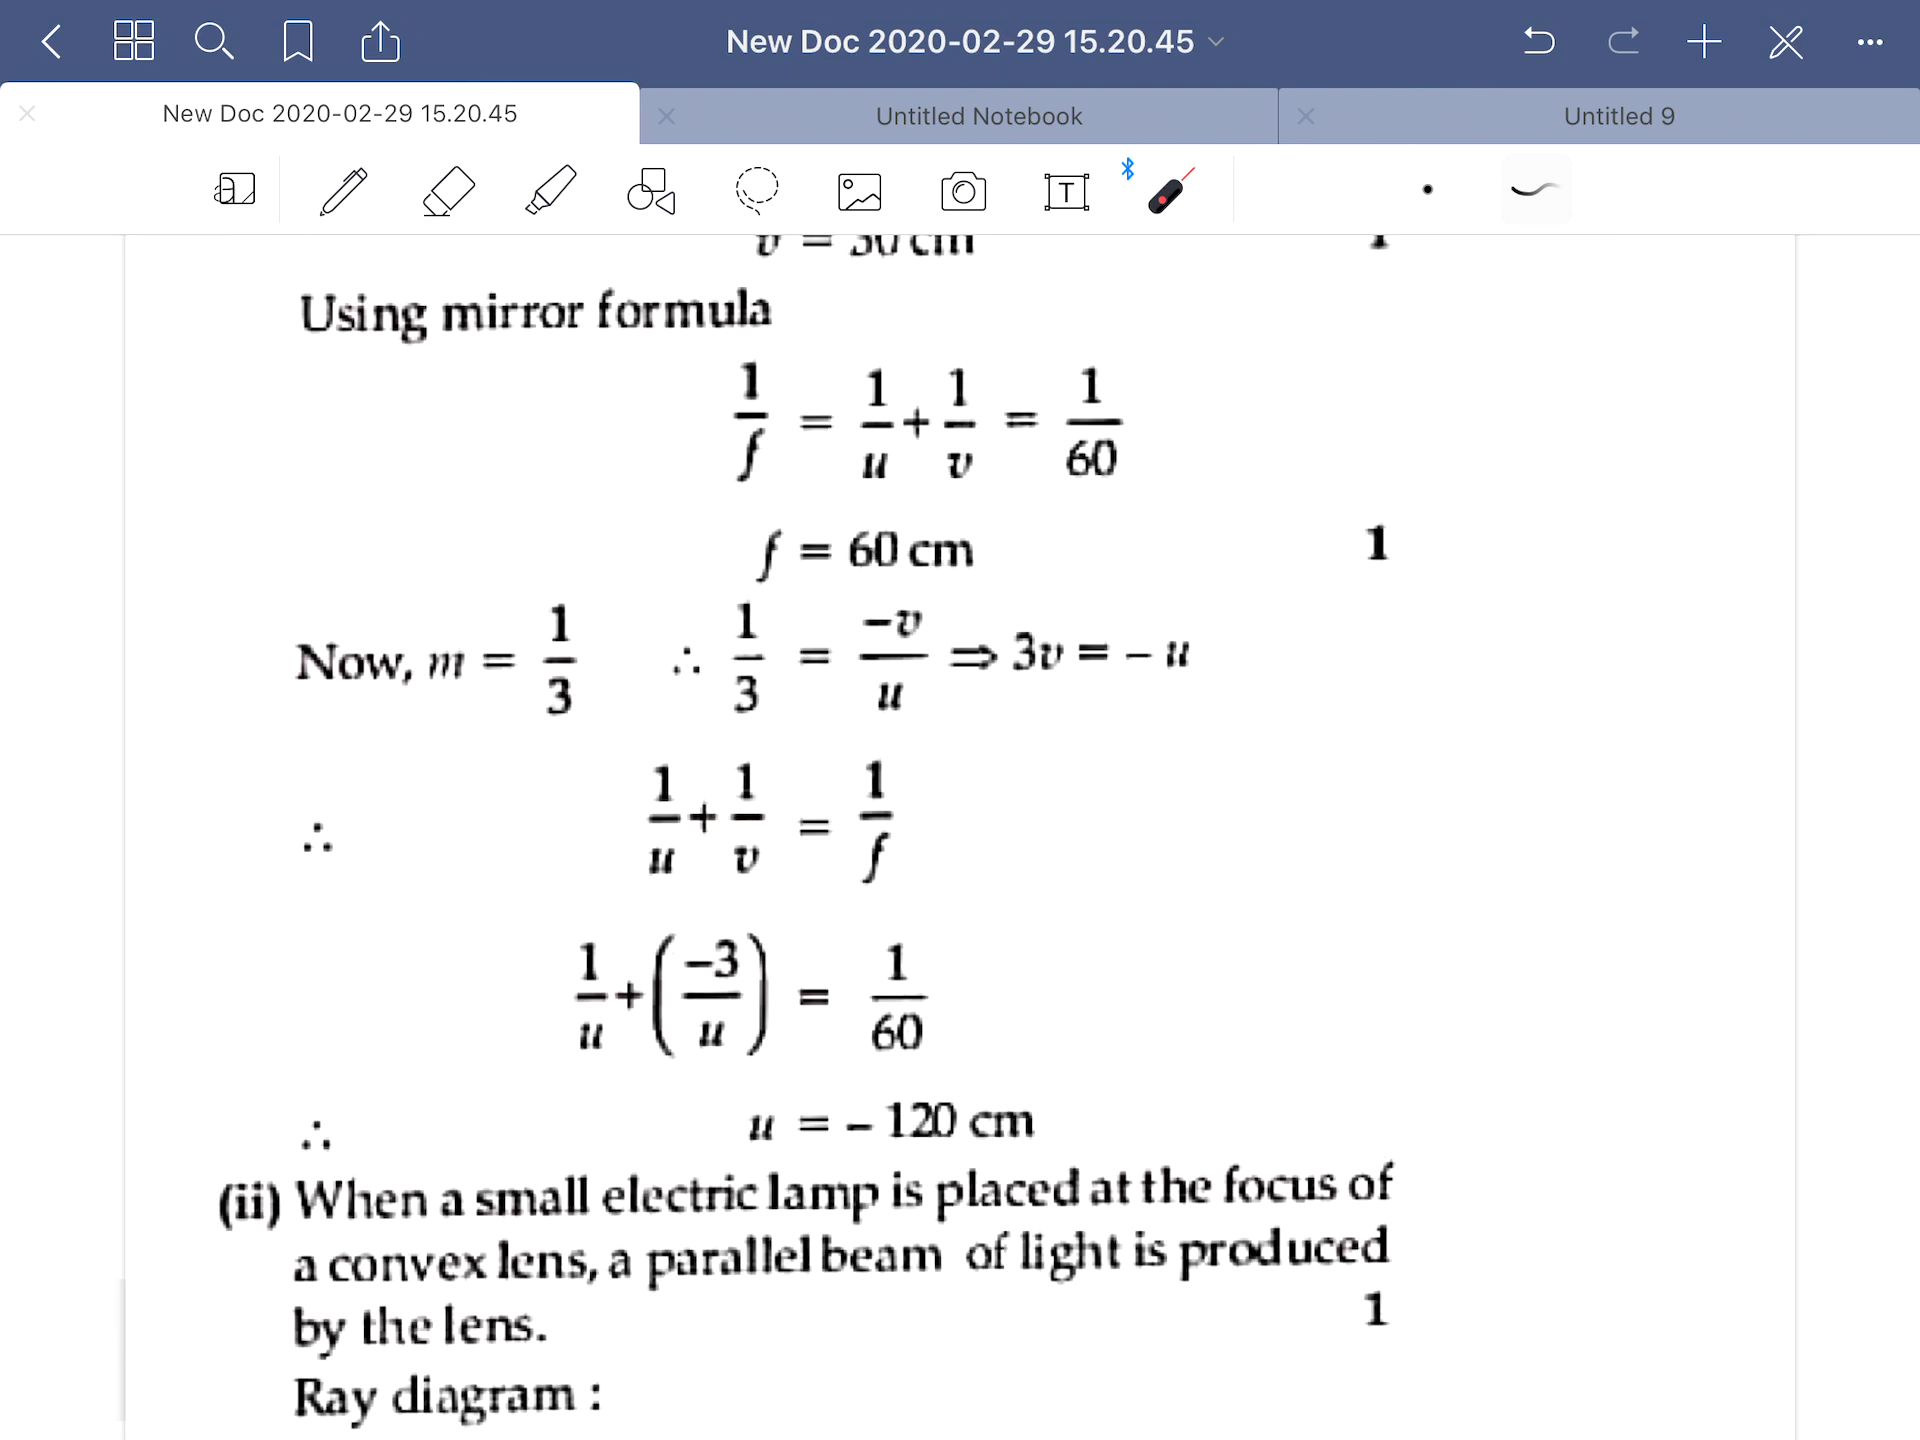 New Doc 2020-02-29 15.20.45
New Doc 2020-02-29 15.20.45
Untitled Notebook
Untitled 9
v = 30 cm 1
Using mirror formula
1/f = 1/u + 1/v = 1/60
f = 60 cm 1
Now, m = 1/3 ∴ 1/3 = -v/u ⇒ 3v = – u
∴ 1/u + 1/v = 1/f
1/u + (-3/u) = 1/60
∴ u = – 120 cm
(ii) When a small electric lamp is placed at the focus of
a convex lens, a parallel beam of light is produced
by the lens. 1
Ray diagram :